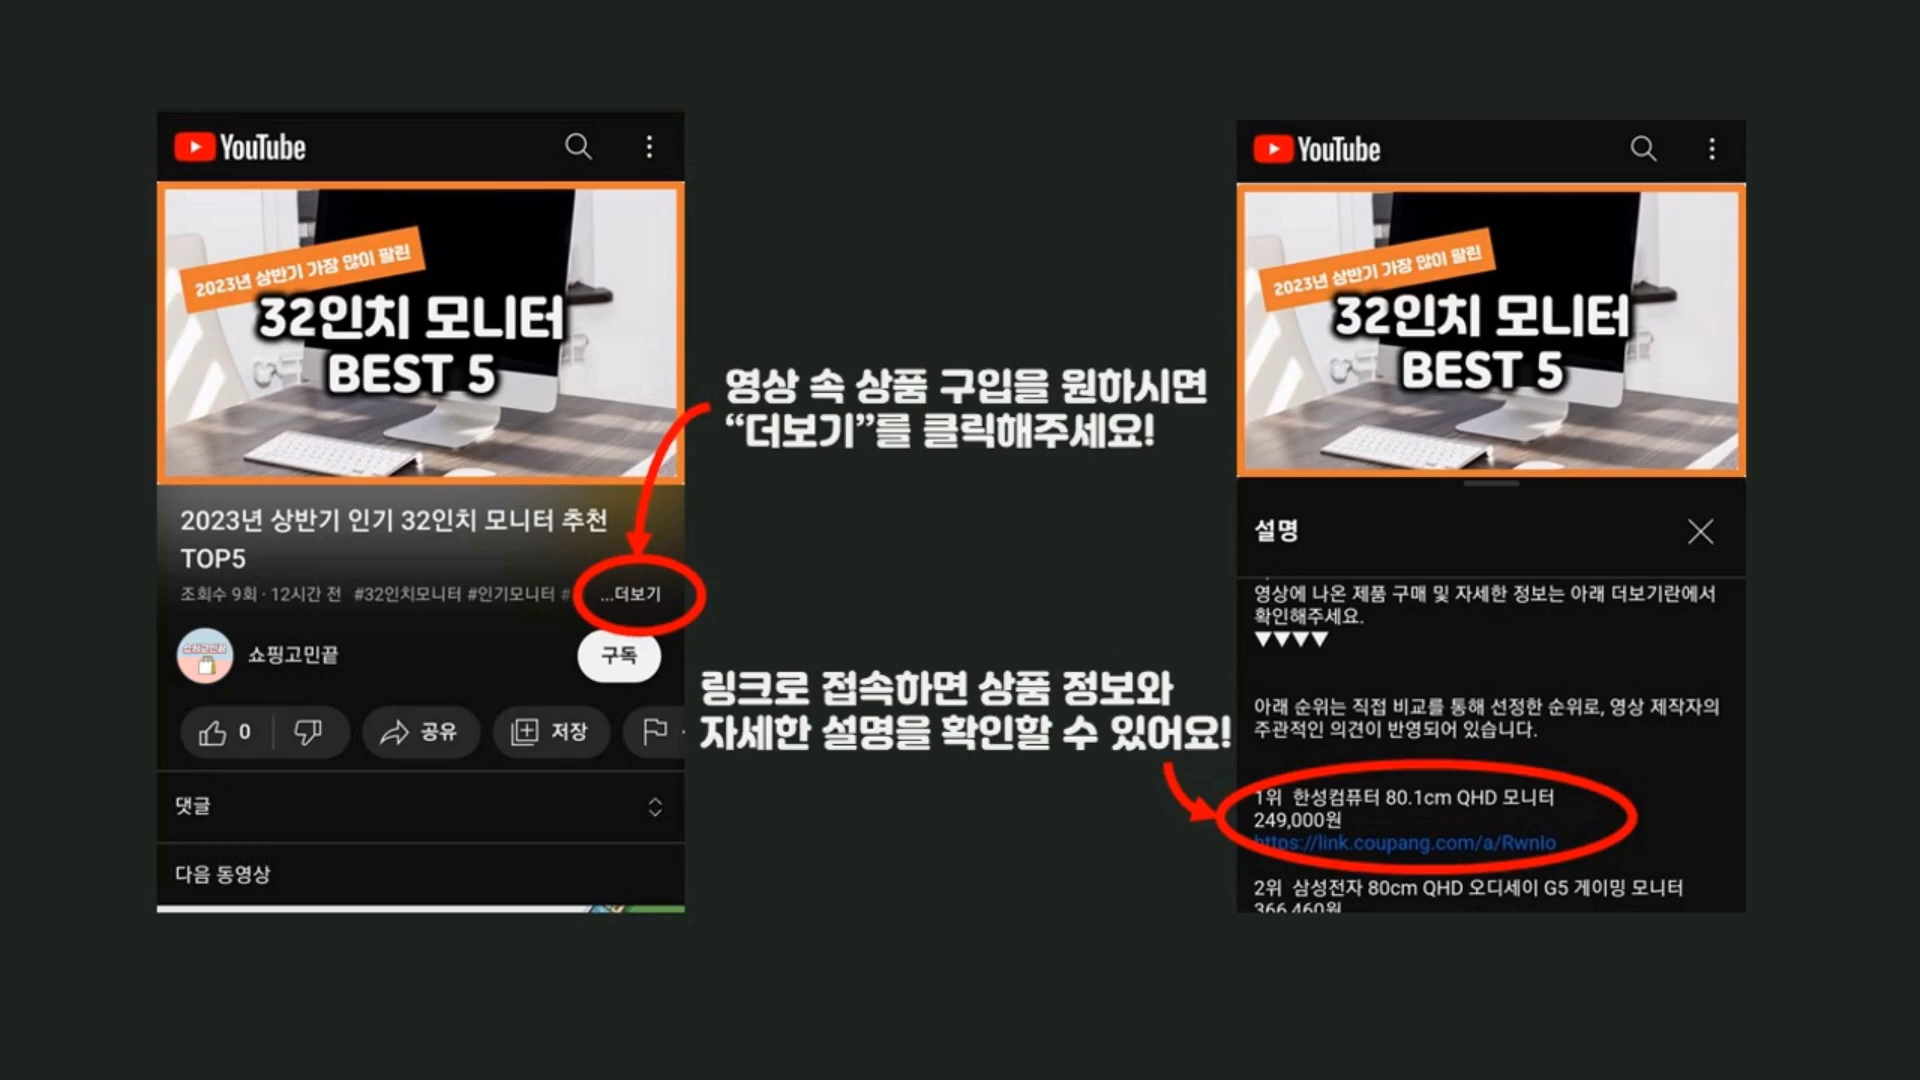 YouTube
2023년 상반기 가장 많이 팔린
32인치 모니터
BEST 5
2023년 상반기 인기 32인치 모니터 추천
TOP5
조회수 9회 · 12시간 전 #32인치모니터 #인기모니터 # ...더보기
쇼핑고민끝
쇼핑고민끝
구독
0
공유
저장
댓글
다음 동영상
영상 속 상품 구입을 원하시면
“더보기”를 클릭해주세요!
링크로 접속하면 상품 정보와
자세한 설명을 확인할 수 있어요!
YouTube
2023년 상반기 가장 많이 팔린
32인치 모니터
BEST 5
설명
영상에 나온 제품 구매 및 자세한 정보는 아래 더보기란에서
확인해주세요.
▼▼▼▼
아래 순위는 직접 비교를 통해 선정한 순위로, 영상 제작자의
주관적인 의견이 반영되어 있습니다.
1위 한성컴퓨터 80.1cm QHD 모니터
249,000원
https://link.coupang.com/a/RwnIo
2위 삼성전자 80cm QHD 오디세이 G5 게이밍 모니터
366,460원